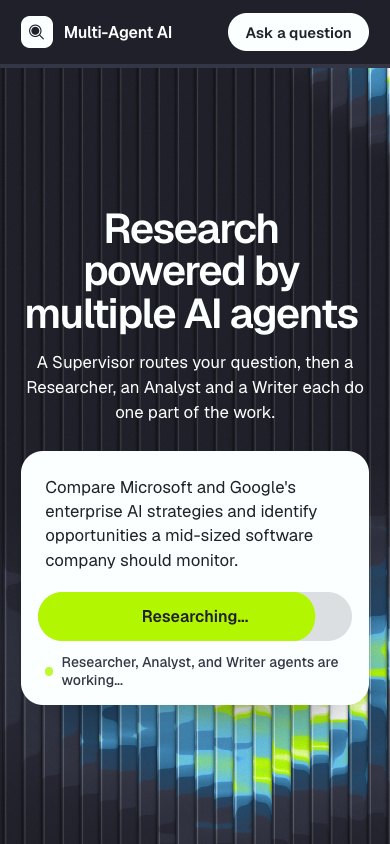 Multi-Agent AI
Ask a question
Research
powered by
multiple AI agents
A Supervisor routes your question, then a
Researcher, an Analyst and a Writer each do
one part of the work.
Compare Microsoft and Google's
enterprise AI strategies and identify
opportunities a mid-sized software
company should monitor.
Researching...
Researcher, Analyst, and Writer agents are
working...